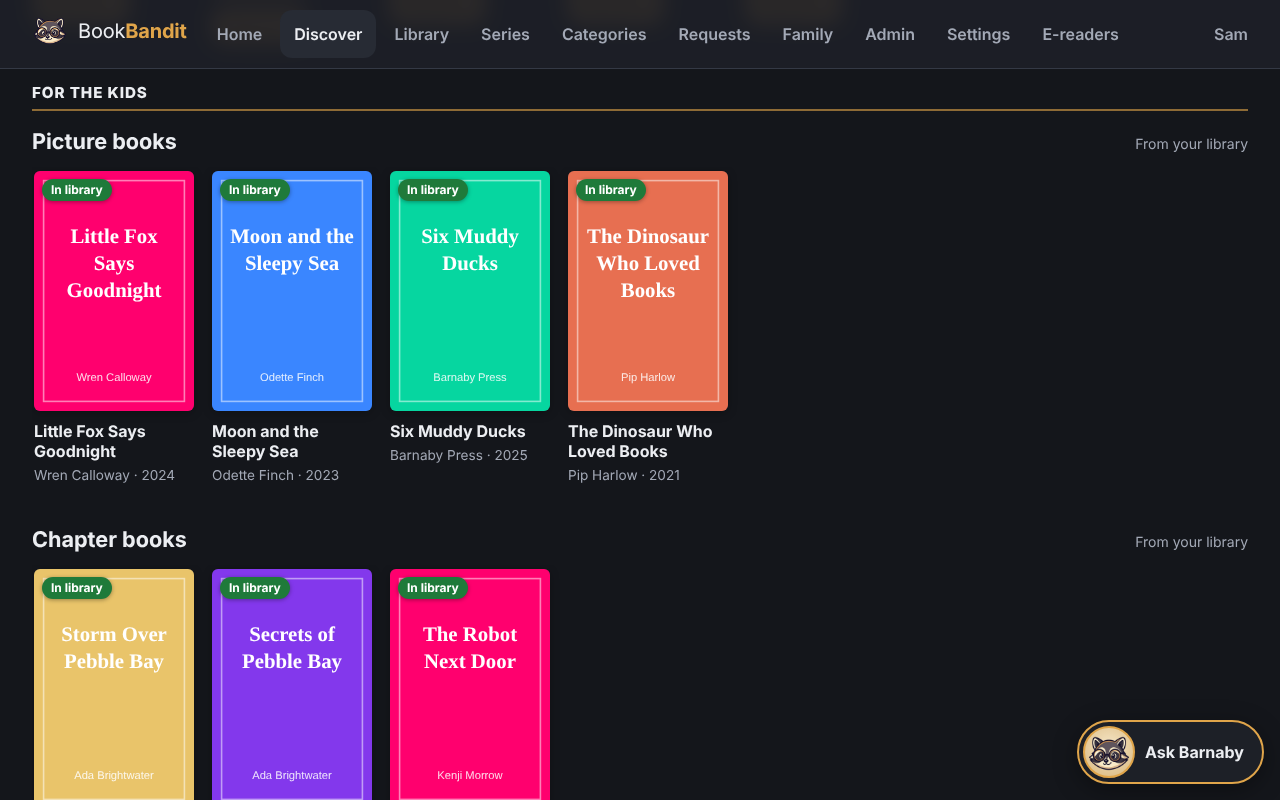 BookBandit
Home
Discover
Library
Series
Categories
Requests
Family
Admin
Settings
E-readers
Sam
FOR THE KIDS
Picture books
From your library
In library
Little Fox
Says
Goodnight
Wren Calloway
Little Fox Says
Goodnight
Wren Calloway · 2024
In library
Moon and the
Sleepy Sea
Odette Finch
Moon and the
Sleepy Sea
Odette Finch · 2023
In library
Six Muddy
Ducks
Barnaby Press
Six Muddy Ducks
Barnaby Press · 2025
In library
The Dinosaur
Who Loved
Books
Pip Harlow
The Dinosaur Who
Loved Books
Pip Harlow · 2021
Chapter books
From your library
In library
Storm Over
Pebble Bay
Ada Brightwater
In library
Secrets of
Pebble Bay
Ada Brightwater
In library
The Robot
Next Door
Kenji Morrow
Ask Barnaby